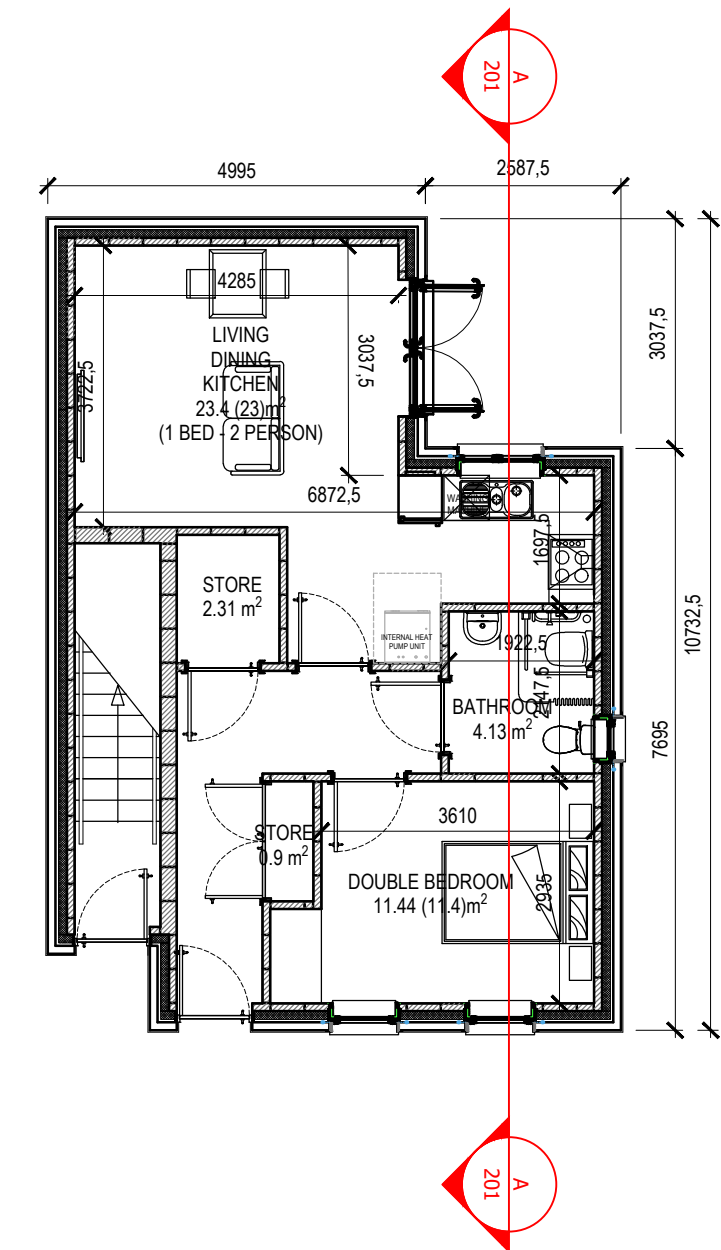 A
201
4995
2587,5
4285
LIVING
DINING
KITCHEN
23.4 (23)m²
(1 BED - 2 PERSON)
3722,5
3037,5
3037,5
6872,5
1697,5
10732,5
STORE
2.31 m²
INTERNAL HEAT
PUMP UNIT
1922,5
BATHROOM
4.13 m²
7695
STORE
0.9 m²
3610
DOUBLE BEDROOM
11.44 (11.4)m²
2935
A
201